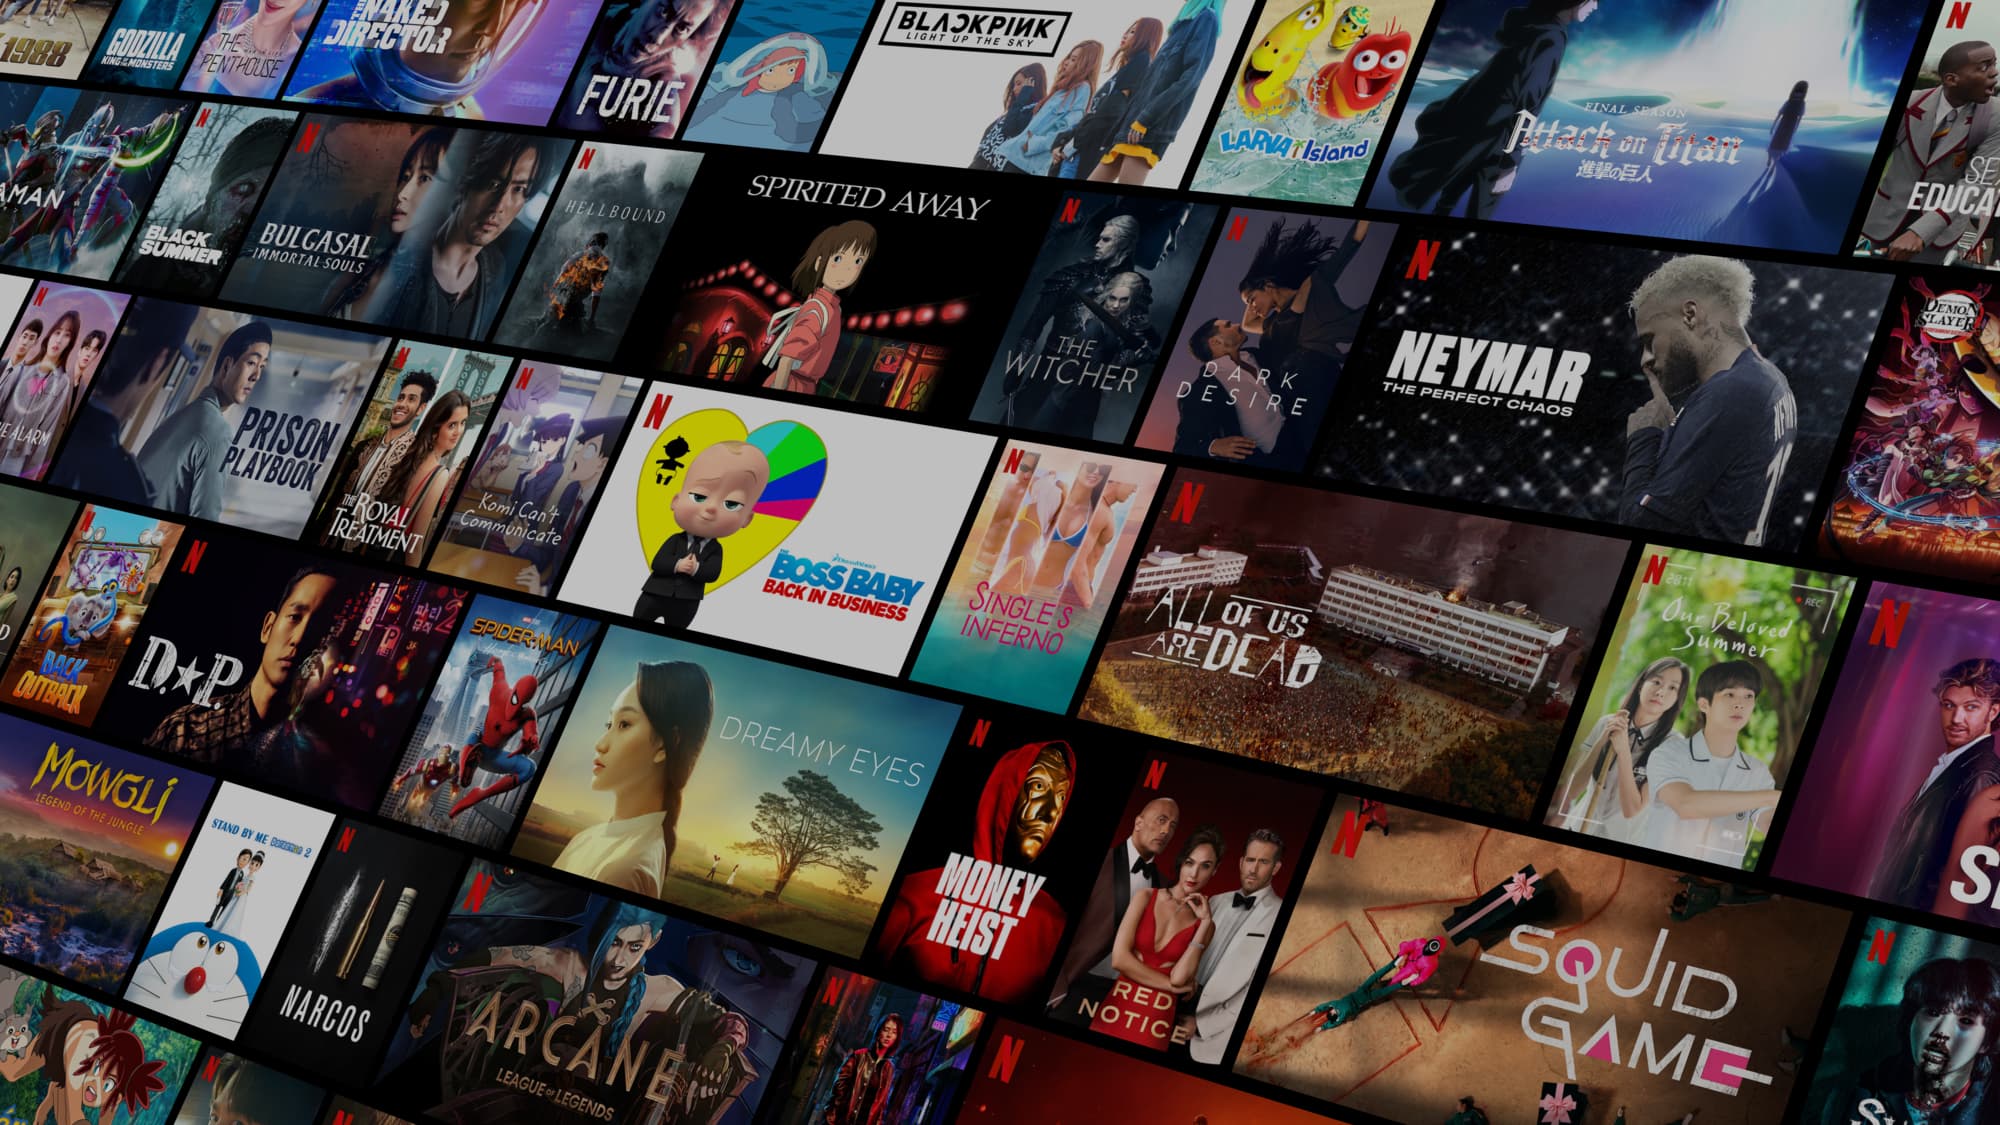 1988
GODZILLA
KING OF THE MONSTERS
THE
PENTHOUSE
NAKED
DIRECTOR
FURIE
BLACKPINK
LIGHT UP THE SKY
LARVA Island
FINAL SEASON
Attack on Titan
進撃の巨人
N
EDUCA
AMAN
N
BLACK
SUMMER
N
BULGASAL
IMMORTAL SOULS
N
HELLBOUND
SPIRITED AWAY
N
THE
WITCHER
N
DARK
DESIRE
N
NEYMAR
THE PERFECT CHAOS
NEYMAR
DEMON
SLAYER
N
E ALARM
PRISON
PLAYBOOK
N
THE ROYAL
TREATMENT
N
Komi Can't
Communicate
N
THE
BOSS BABY
BACK IN BUSINESS
N
SINGLE'S
INFERNO
N
ALL OF US
ARE DEAD
N
2011
REC
Our Beloved
Summer
N
S
D
N
BACK
OUTBACK
N
D.P.
SPIDER-MAN
DREAMY EYES
N
MONEY
HEIST
N
RED
NOTICE
N
SQUID
GAME
N
MOWGLI
LEGEND OF THE JUNGLE
STAND BY ME Doraemon 2
N
NARCOS
N
ARCANE
LEAGUE OF LEGENDS
N
N
N
N